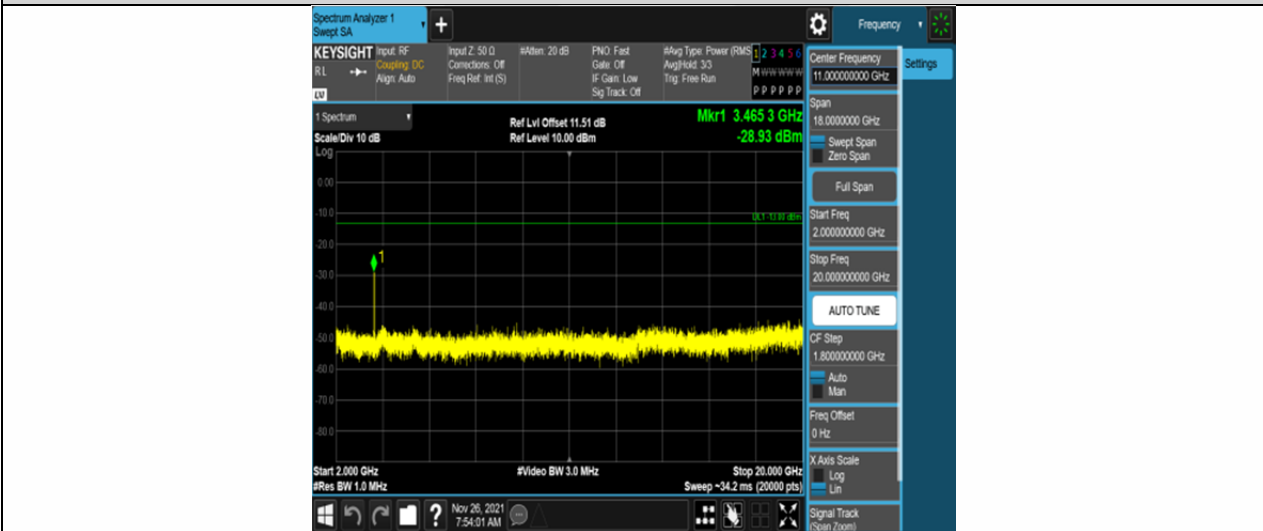 Spectrum Analyzer 1
Swept SA
+
Frequency
KEYSIGHT
RL
LV
Input: RF
Coupling: DC
Align: Auto
Input Z: 50 Ω
Corrections: Off
Freq Ref: Int (S)
#Atten: 20 dB
PNO: Fast
Gate: Off
IF Gain: Low
Sig Track: Off
#Avg Type: Power (RMS
Avg|Hold: 3/3
Trig: Free Run
1 2 3 4 5 6
M W W W W W
P P P P P P
Settings
1 Spectrum
Scale/Div 10 dB
Log
Ref Lvl Offset 11.51 dB
Ref Level 10.00 dBm
Mkr1 3.465 3 GHz
-28.93 dBm
0.00
-10.0
-20.0
-30.0
-40.0
-50.0
-60.0
-70.0
-80.0
DL1 -13.00 dBm
1
Start 2.000 GHz
#Res BW 1.0 MHz
#Video BW 3.0 MHz
Stop 20.000 GHz
Sweep ~34.2 ms (20000 pts)
Center Frequency
11.000000000 GHz
Span
18.0000000 GHz
Swept Span
Zero Span
Full Span
Start Freq
2.000000000 GHz
Stop Freq
20.000000000 GHz
AUTO TUNE
CF Step
1.800000000 GHz
Auto
Man
Freq Offset
0 Hz
X Axis Scale
Log
Lin
Signal Track
(Span Zoom)
?
Nov 26, 2021
7:54:01 AM